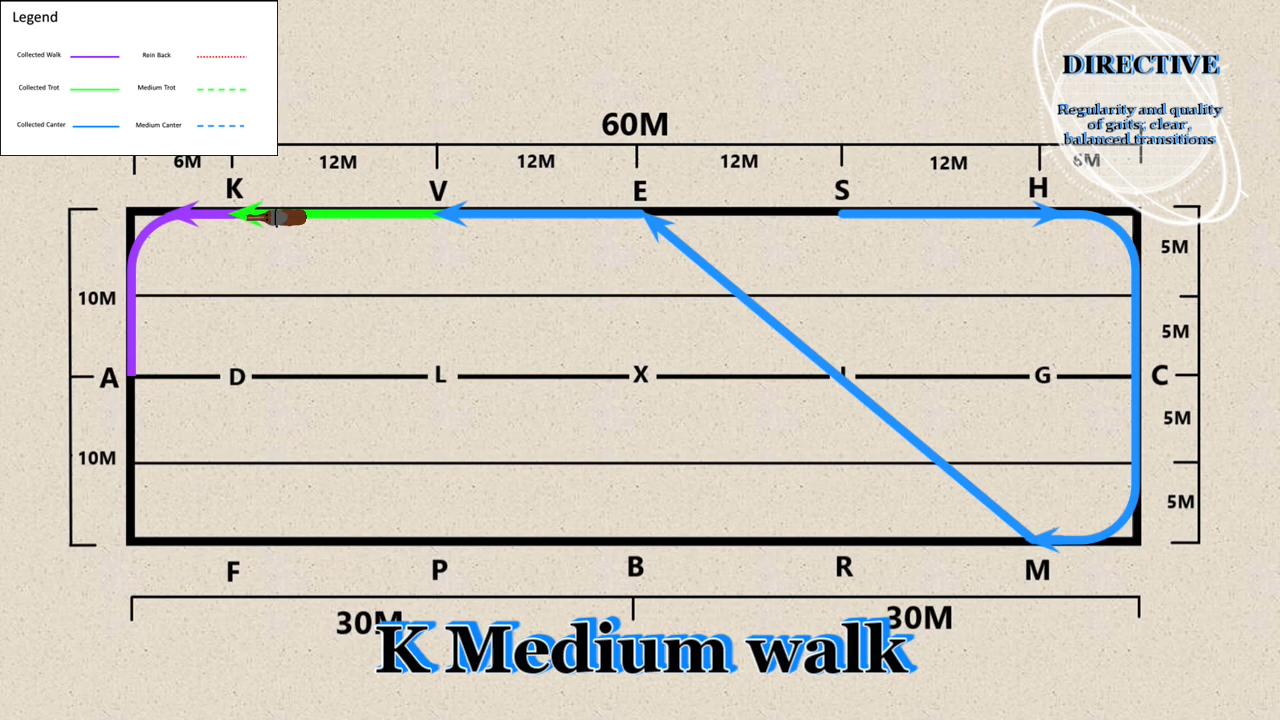 Legend
Collected Walk
Rein Back
Collected Trot
Medium Trot
Collected Canter
Medium Canter
DIRECTIVE
Regularity and quality
of gaits; clear,
balanced transitions
60M
6M 12M 12M 12M 12M 6M
K V E S H
5M
10M
5M
A D L X I G C
5M
10M
5M
F P B R M
30M 30M
K Medium walk